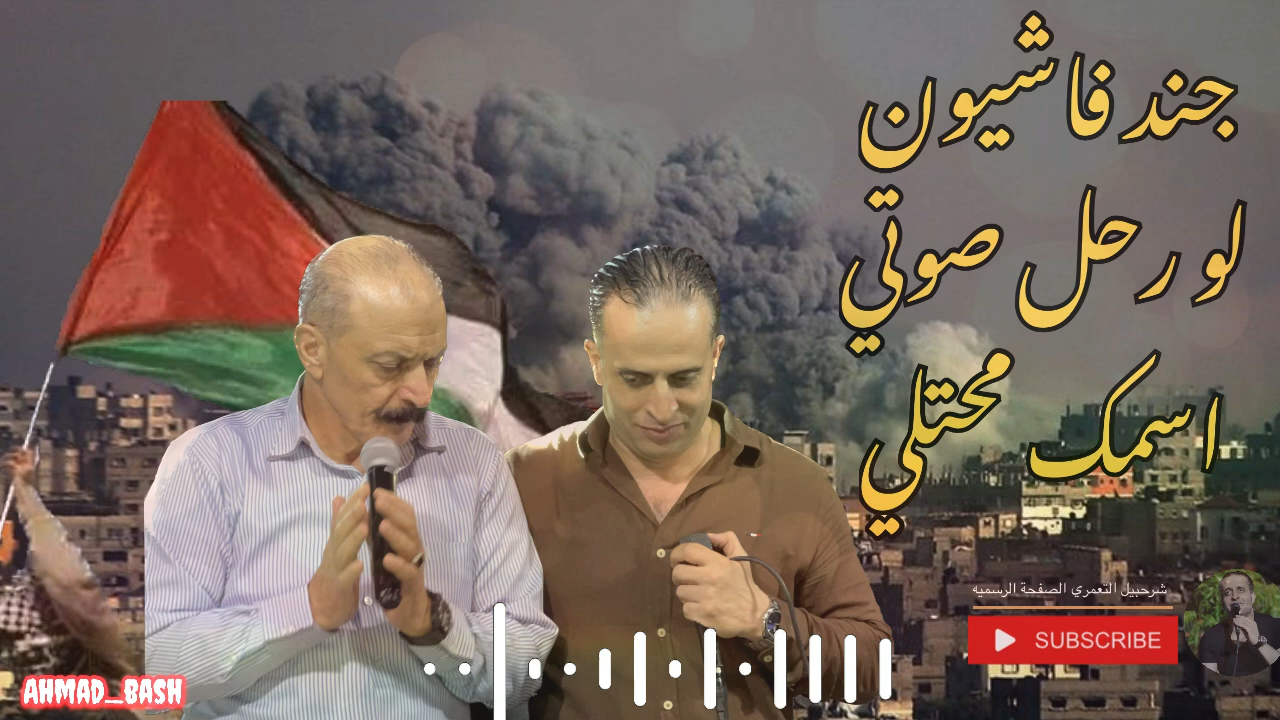 جند فاشيون
لو رحل صوتي
اسمك محتلي
شرحبيل التعمري الصفحة الرسميه
SUBSCRIBE
AHMAD_BASH